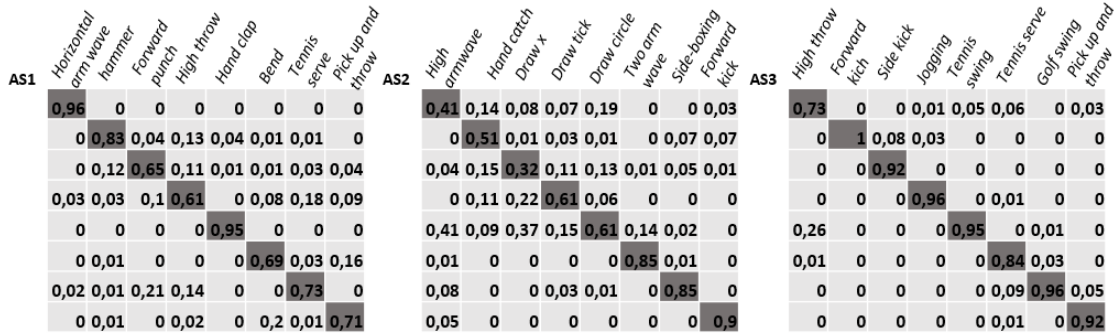 AS1 Horizontal arm wave hammer Forward punch High throw Hand clap Bend Tennis serve Pick up and throw
0,96 0 0 0 0 0 0 0
0 0,83 0,04 0,13 0,04 0,01 0,01 0
0 0,12 0,65 0,11 0,01 0,01 0,03 0,04
0,03 0,03 0,1 0,61 0 0,08 0,18 0,09
0 0 0 0 0,95 0 0 0
0 0,01 0 0 0 0,69 0,03 0,16
0,02 0,01 0,21 0,14 0 0 0,73 0
0 0,01 0 0,02 0 0,2 0,01 0,71
AS2 High armwave Hand catch Draw X Draw tick Draw circle Two arm wave Side-boxing Forward kick
0,41 0,14 0,08 0,07 0,19 0 0 0,03
0 0,51 0,01 0,03 0,01 0 0,07 0,07
0,04 0,15 0,32 0,11 0,13 0,01 0,05 0,01
0 0,11 0,22 0,61 0,06 0 0 0
0,41 0,09 0,37 0,15 0,61 0,14 0,02 0
0,01 0 0 0 0 0,85 0,01 0
0,08 0 0 0,03 0,01 0 0,85 0
0,05 0 0 0 0 0 0 0,9
AS3 High throw Forward kich Side kick Jogging Tennis swing Tennis serve Golf swing Pick up and throw
0,73 0 0 0,01 0,05 0,06 0 0,03
0 1 0,08 0,03 0 0 0 0
0 0 0,92 0 0 0 0 0
0 0 0 0,96 0 0,01 0 0
0,26 0 0 0 0,95 0 0,01 0
0,01 0 0 0 0 0,84 0,03 0
0 0 0 0 0 0,09 0,96 0,05
0 0 0 0 0 0,01 0 0,92